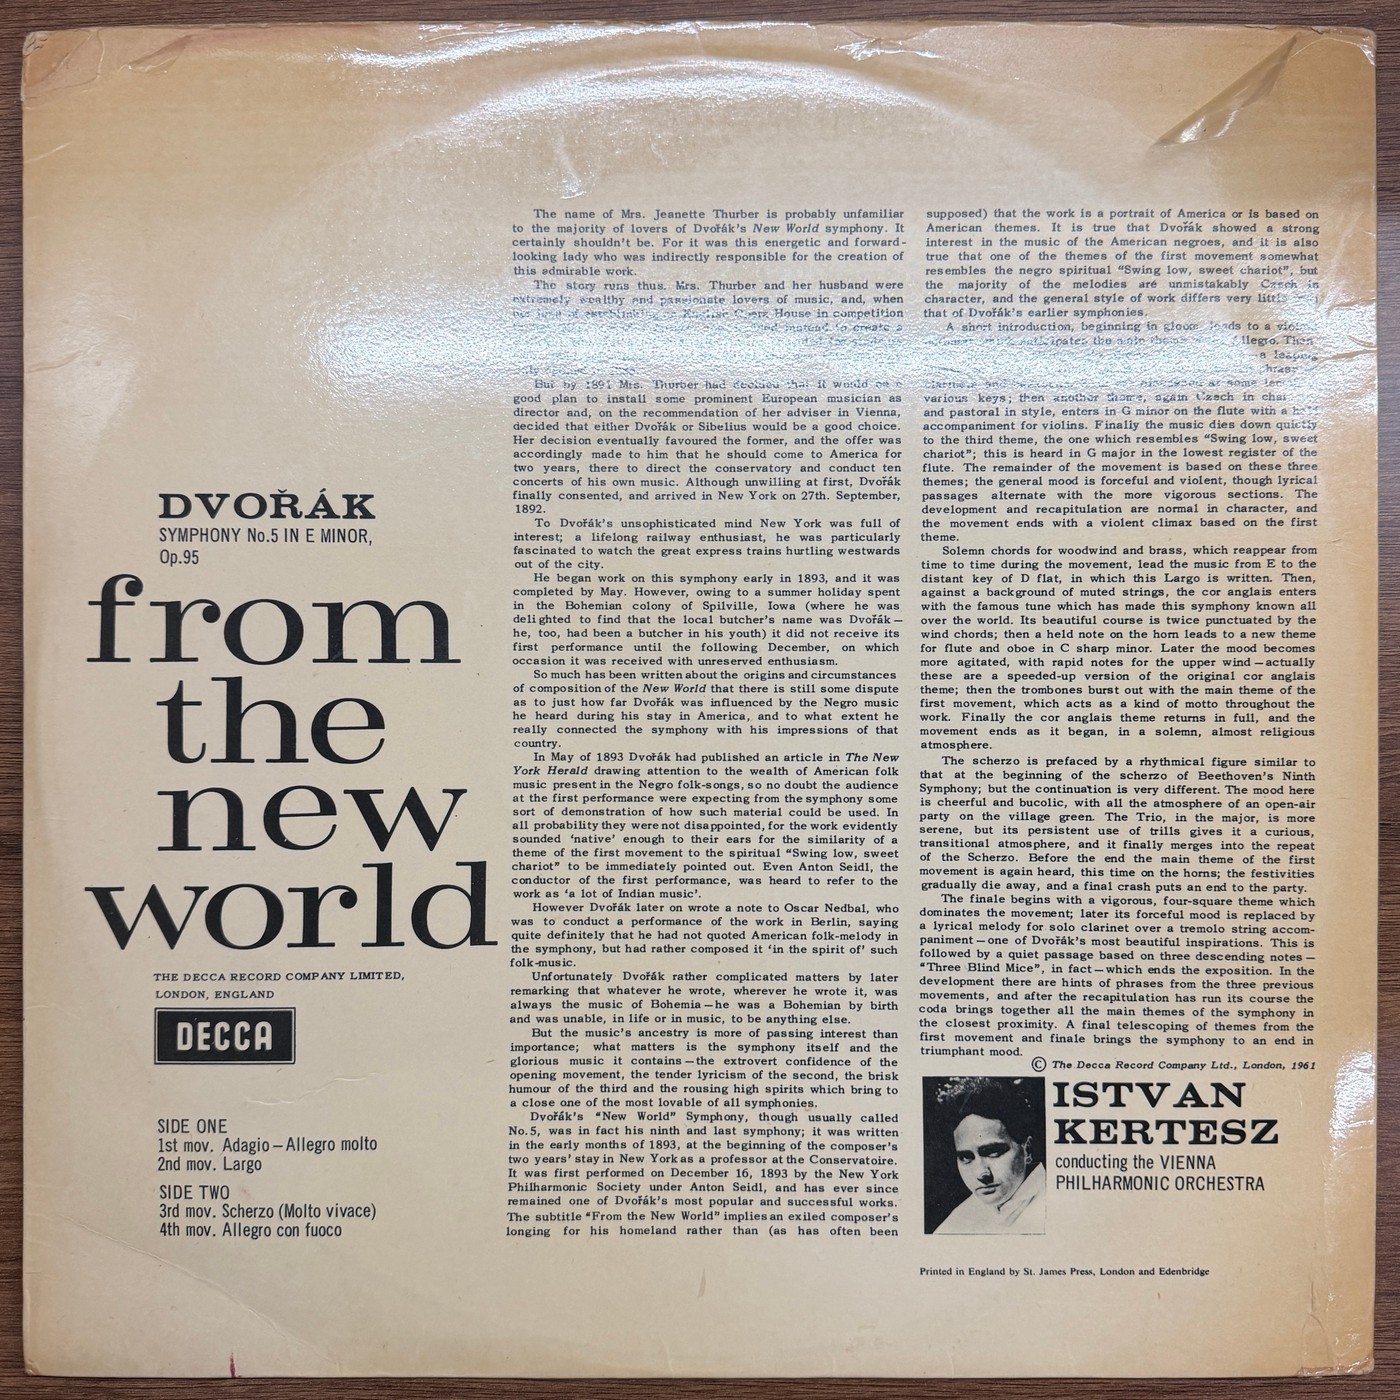 DVOŘÁK
SYMPHONY No.5 IN E MINOR,
Op.95
from
the
new
world
THE DECCA RECORD COMPANY LIMITED,
LONDON, ENGLAND
DECCA
SIDE ONE
1st mov. Adagio – Allegro molto
2nd mov. Largo
SIDE TWO
3rd mov. Scherzo (Molto vivace)
4th mov. Allegro con fuoco
The name of Mrs. Jeanette Thurber is probably unfamiliar
to the majority of lovers of Dvořák's New World symphony. It
certainly shouldn't be. For it was this energetic and forward-
looking lady who was indirectly responsible for the creation of
this admirable work.
The story runs thus. Mrs. Thurber and her husband were
extremely wealthy and passionate lovers of music, and, when
House in competition
instead to create a
But by 1891 Mrs. Thurber had decided that it would be a
good plan to install some prominent European musician as
director and, on the recommendation of her adviser in Vienna,
decided that either Dvořák or Sibelius would be a good choice.
Her decision eventually favoured the former, and the offer was
accordingly made to him that he should come to America for
two years, there to direct the conservatory and conduct ten
concerts of his own music. Although unwilling at first, Dvořák
finally consented, and arrived in New York on 27th. September,
1892.
To Dvořák's unsophisticated mind New York was full of
interest; a lifelong railway enthusiast, he was particularly
fascinated to watch the great express trains hurtling westwards
out of the city.
He began work on this symphony early in 1893, and it was
completed by May. However, owing to a summer holiday spent
in the Bohemian colony of Spilville, Iowa (where he was
delighted to find that the local butcher's name was Dvořák —
he, too, had been a butcher in his youth) it did not receive its
first performance until the following December, on which
occasion it was received with unreserved enthusiasm.
So much has been written about the origins and circumstances
of composition of the New World that there is still some dispute
as to just how far Dvořák was influenced by the Negro music
he heard during his stay in America, and to what extent he
really connected the symphony with his impressions of that
country.
In May of 1893 Dvořák had published an article in The New
York Herald drawing attention to the wealth of American folk
music present in the Negro folk-songs, so no doubt the audience
at the first performance were expecting from the symphony some
sort of demonstration of how such material could be used. In
all probability they were not disappointed, for the work evidently
sounded 'native' enough to their ears for the similarity of a
theme of the first movement to the spiritual "Swing low, sweet
chariot" to be immediately pointed out. Even Anton Seidl, the
conductor of the first performance, was heard to refer to the
work as 'a lot of Indian music'.
However Dvořák later on wrote a note to Oscar Nedbal, who
was to conduct a performance of the work in Berlin, saying
quite definitely that he had not quoted American folk-melody in
the symphony, but had rather composed it 'in the spirit of' such
folk-music.
Unfortunately Dvořák rather complicated matters by later
remarking that whatever he wrote, wherever he wrote it, was
always the music of Bohemia — he was a Bohemian by birth
and was unable, in life or in music, to be anything else.
But the music's ancestry is more of passing interest than
importance; what matters is the symphony itself and the
glorious music it contains — the extrovert confidence of the
opening movement, the tender lyricism of the second, the brisk
humour of the third and the rousing high spirits which bring to
a close one of the most lovable of all symphonies.
Dvořák's "New World" Symphony, though usually called
No.5, was in fact his ninth and last symphony; it was written
in the early months of 1893, at the beginning of the composer's
two years' stay in New York as a professor at the Conservatoire.
It was first performed on December 16, 1893 by the New York
Philharmonic Society under Anton Seidl, and has ever since
remained one of Dvořák's most popular and successful works.
The subtitle "From the New World" implies an exiled composer's
longing for his homeland rather than (as has often been
supposed) that the work is a portrait of America or is based on
American themes. It is true that Dvořák showed a strong
interest in the music of the American negroes, and it is also
true that one of the themes of the first movement somewhat
resembles the negro spiritual "Swing low, sweet chariot", but
the majority of the melodies are unmistakably Czech in
character, and the general style of work differs very little
that of Dvořák's earlier symphonies.
A short introduction, beginning in gloom, leads to a
anticipates the main Allegro. Then
a leaping
various keys; then another theme, again Czech in
and pastoral in style, enters in G minor on the flute with a
accompaniment for violins. Finally the music dies down quietly
to the third theme, the one which resembles "Swing low, sweet
chariot"; this is heard in G major in the lowest register of the
flute. The remainder of the movement is based on these three
themes; the general mood is forceful and violent, though lyrical
passages alternate with the more vigorous sections. The
development and recapitulation are normal in character, and
the movement ends with a violent climax based on the first
theme.
Solemn chords for woodwind and brass, which reappear from
time to time during the movement, lead the music from E to the
distant key of D flat, in which this Largo is written. Then,
against a background of muted strings, the cor anglais enters
with the famous tune which has made this symphony known all
over the world. Its beautiful course is twice punctuated by the
wind chords; then a held note on the horn leads to a new theme
for flute and oboe in C sharp minor. Later the mood becomes
more agitated, with rapid notes for the upper wind — actually
these are a speeded-up version of the original cor anglais
theme; then the trombones burst out with the main theme of the
first movement, which acts as a kind of motto throughout the
work. Finally the cor anglais theme returns in full, and the
movement ends as it began, in a solemn, almost religious
atmosphere.
The scherzo is prefaced by a rhythmical figure similar to
that at the beginning of the scherzo of Beethoven's Ninth
Symphony; but the continuation is very different. The mood here
is cheerful and bucolic, with all the atmosphere of an open-air
party on the village green. The Trio, in the major, is more
serene, but its persistent use of trills gives it a curious,
transitional atmosphere, and it finally merges into the repeat
of the Scherzo. Before the end the main theme of the first
movement is again heard, this time on the horns; the festivities
gradually die away, and a final crash puts an end to the party.
The finale begins with a vigorous, four-square theme which
dominates the movement; later its forceful mood is replaced by
a lyrical melody for solo clarinet over a tremolo string accom-
paniment — one of Dvořák's most beautiful inspirations. This is
followed by a quiet passage based on three descending notes —
"Three Blind Mice", in fact — which ends the exposition. In the
development there are hints of phrases from the three previous
movements, and after the recapitulation has run its course the
coda brings together all the main themes of the symphony in
the closest proximity. A final telescoping of themes from the
first movement and finale brings the symphony to an end in
triumphant mood.
© The Decca Record Company Ltd., London, 1961
ISTVAN
KERTESZ
conducting the VIENNA
PHILHARMONIC ORCHESTRA
Printed in England by St. James Press, London and Edenbridge